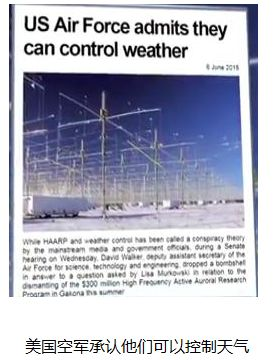 US Air Force admits they
can control weather
6 June 2015
While HAARP and weather control has been called a conspiracy theory
by the mainstream media and government officials, during a Senate
hearing on Wednesday, David Walker, deputy assistant secretary of the
Air Force for science, technology and engineering, dropped a bombshell
in answer to a question asked by Lisa Murkowski in relation to the
dismantling of the $300 million High Frequency Active Auroral Research
Program in Gakona this summer
美国空军承认他们可以控制天气